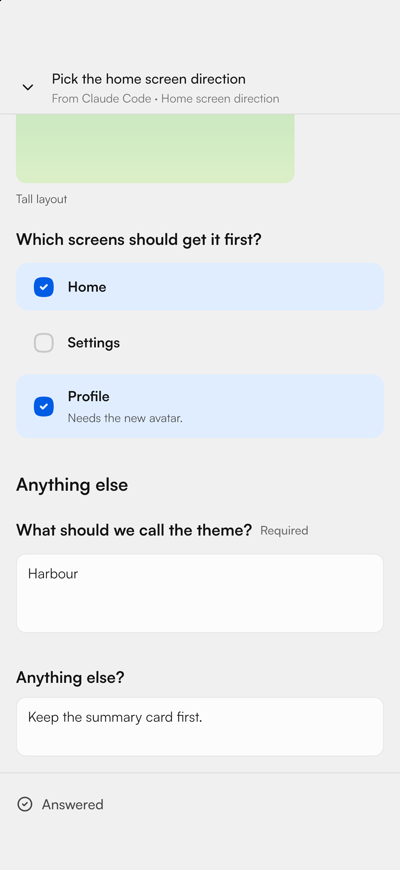 Pick the home screen direction
From Claude Code • Home screen direction
Tall layout
Which screens should get it first?
Home
Settings
Profile
Needs the new avatar.
Anything else
What should we call the theme? Required
Harbour
Anything else?
Keep the summary card first.
Answered